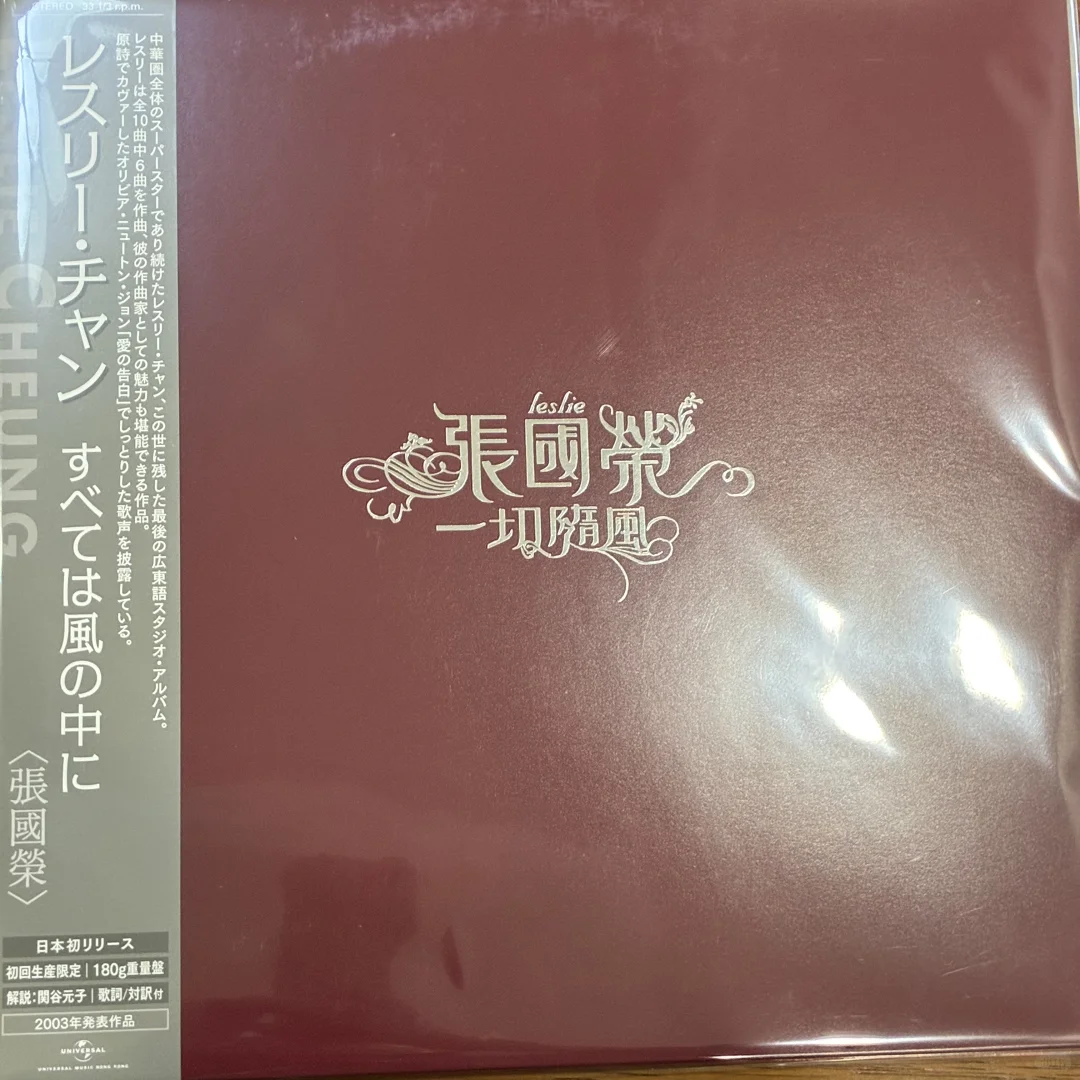 STEREO 33 1/3 r.p.m.
レスリー・チャン すべては風の中に
〈張國榮〉
中華圏全体のスーパースターであり続けたレスリー・チャン、この世に残した最後の広東語スタジオ・アルバム。
レスリーは全10曲中6曲を作曲、彼の作曲家としての魅力も堪能できる作品。
原詩でカヴァーしたオリビア・ニュートン・ジョン「愛の告白」でしっとりした歌声を披露している。
CHEUNG
日本初リリース
初回生産限定|180g重量盤
解説:関谷元子|歌詞/対訳付
2003年発表作品
UNIVERSAL
UNIVERSAL MUSIC HONG KONG
leslie
張國榮
一切隨風